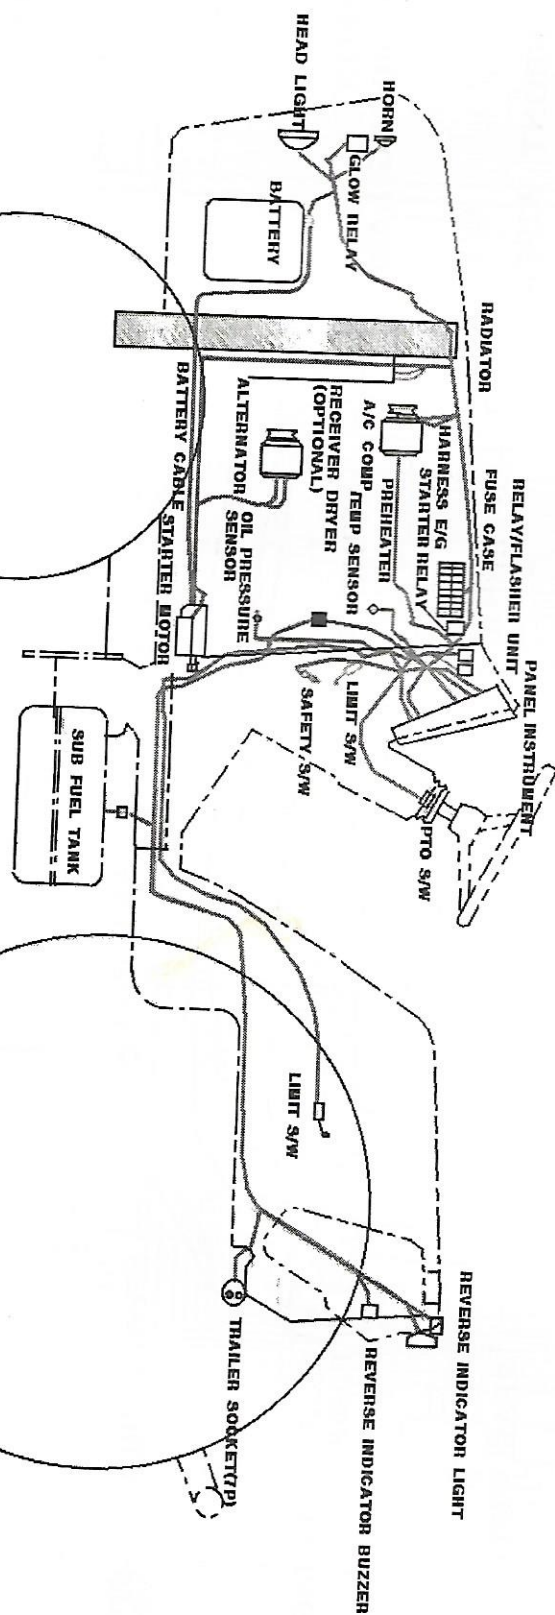 HEAD LIGHT
HORN
GLOW RELAY
BATTERY
RADIATOR
BATTERY CABLE
ALTERNATOR
RECEIVER DRYER
(OPTIONAL)
A/C COMP
HARNESS E/G
STARTER RELAY
PREHEATER
TEMP SENSOR
OIL PRESSURE
SENSOR
STARTER MOTOR
FUSE CASE
RELAY/FLASHER UNIT
PANEL INSTRUMENT
LIMIT S/W
SAFETY S/W
PTO S/W
SUB FUEL TANK
LIMIT S/W
TRAILER SOCKET(7P)
REVERSE INDICATOR LIGHT
REVERSE INDICATOR BUZZER